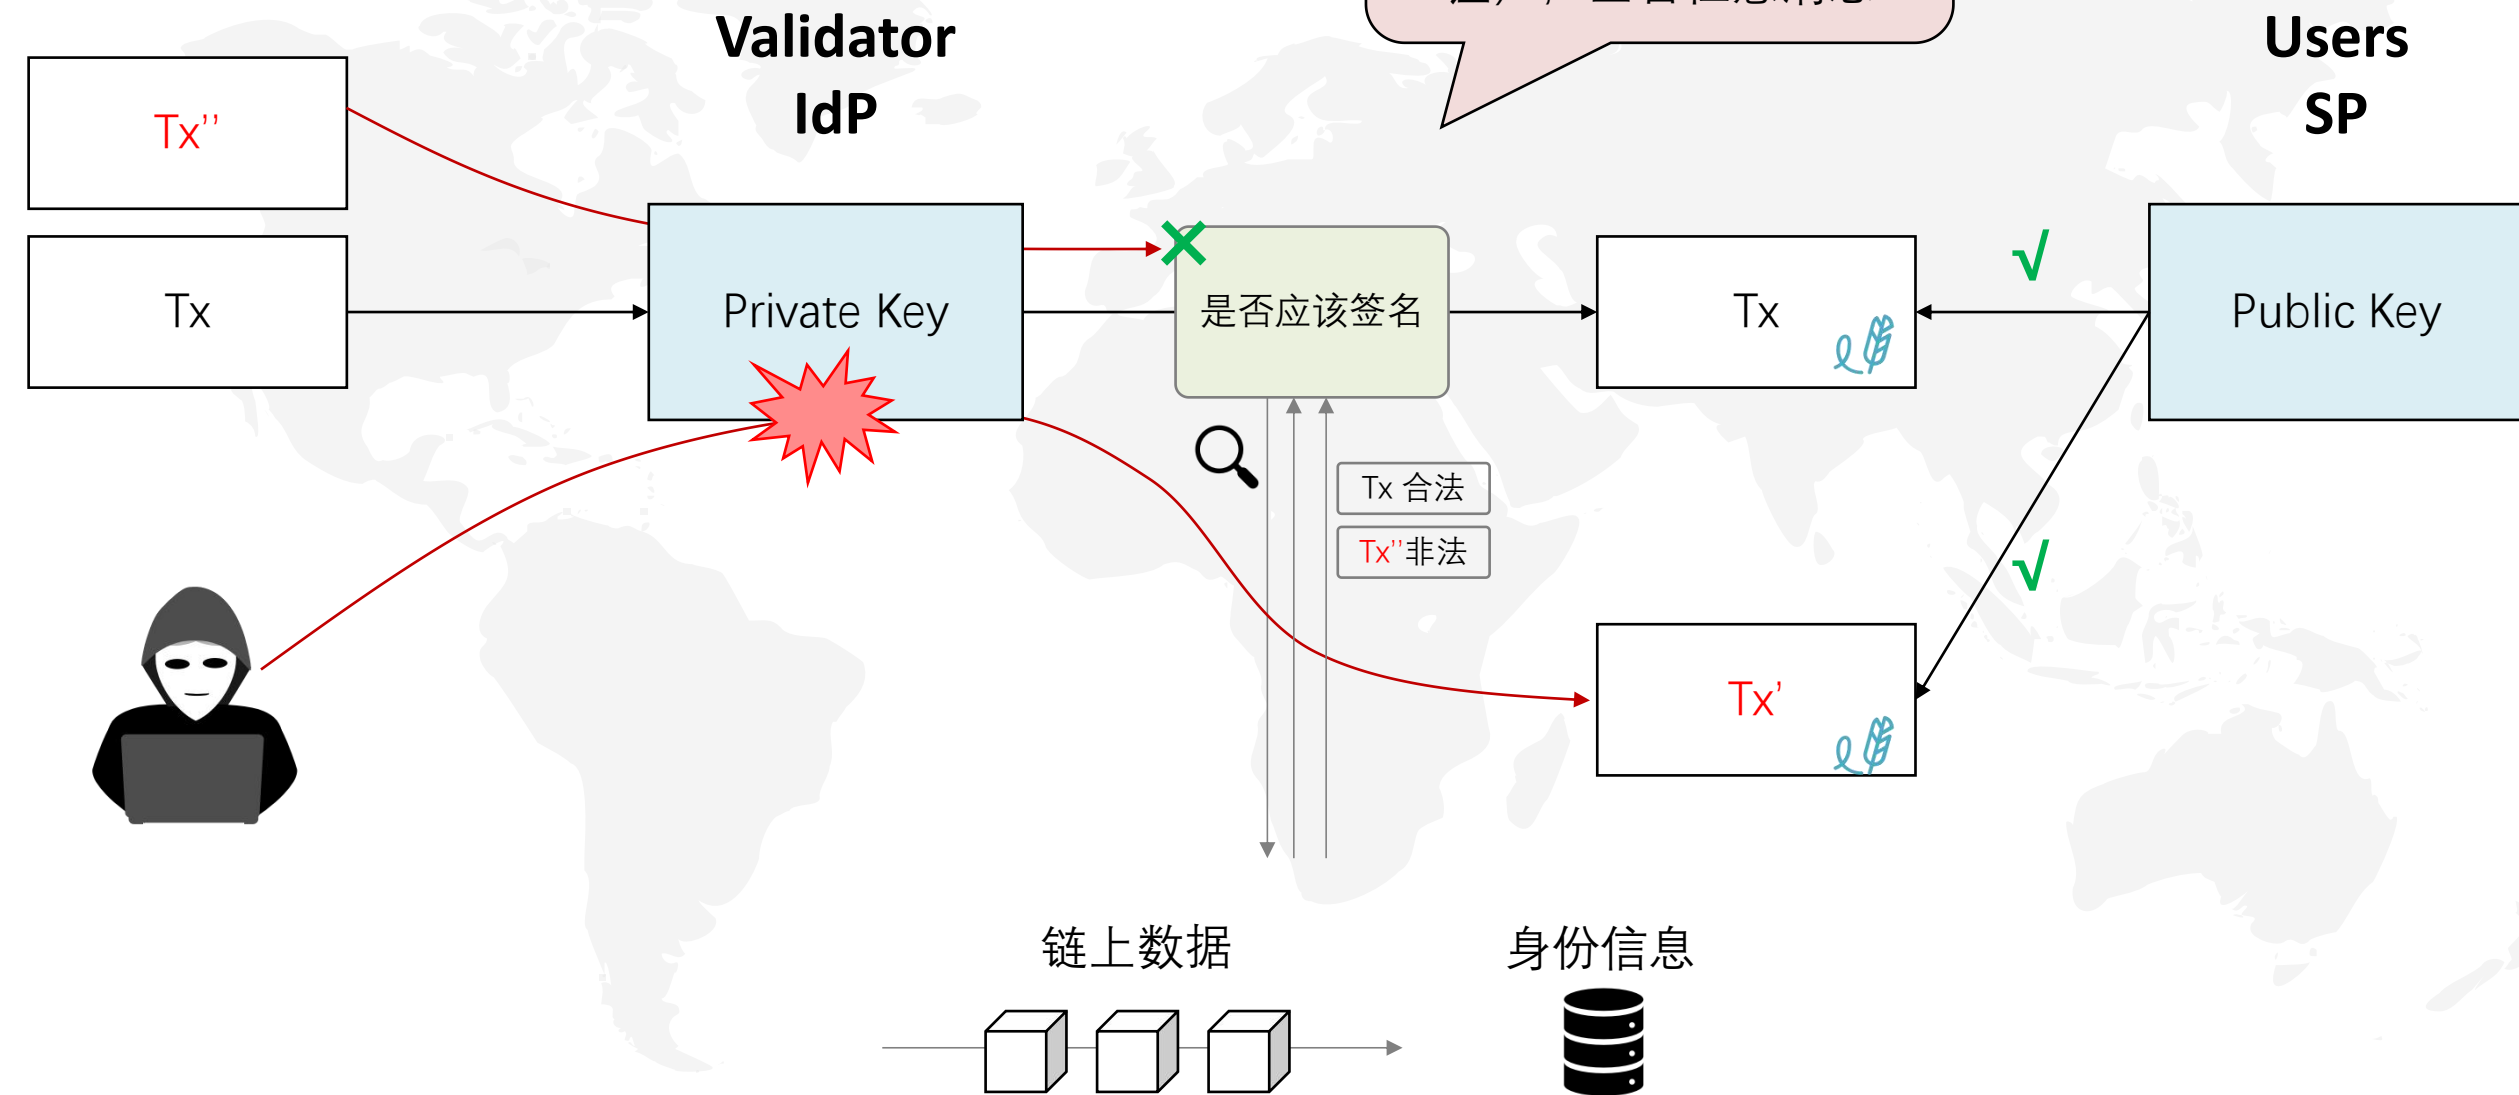 Validator
IdP
Users
SP
Tx’’
Tx
Private Key
是否应该签名
Tx
√
Public Key
Tx 合法
Tx’’非法
√
Tx’
链上数据
身份信息